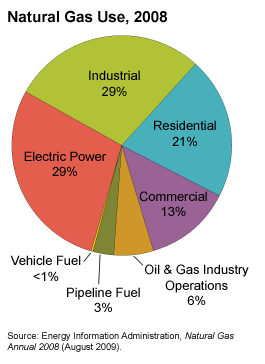 Natural Gas Use, 2008
Industrial
29%
Residential
21%
Electric Power
29%
Commercial
13%
Vehicle Fuel
<1%
Pipeline Fuel
3%
Oil & Gas Industry
Operations
6%
Source: Energy Information Administration, Natural Gas
Annual 2008 (August 2009).